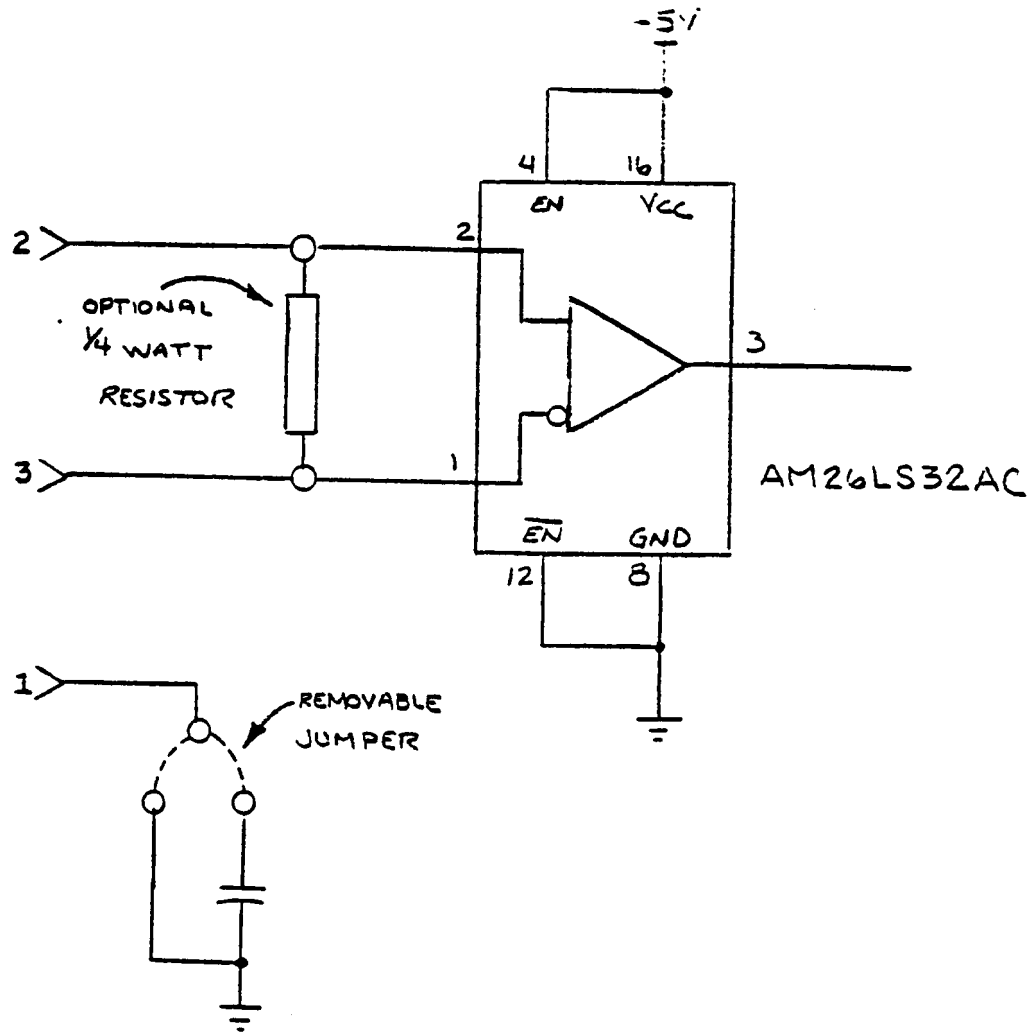 -5V
4
16
EN
VCC
2
2
OPTIONAL
1/4 WATT
RESISTOR
3
3
1
AM26LS32AC
EN
GND
12
8
1
REMOVABLE
JUMPER